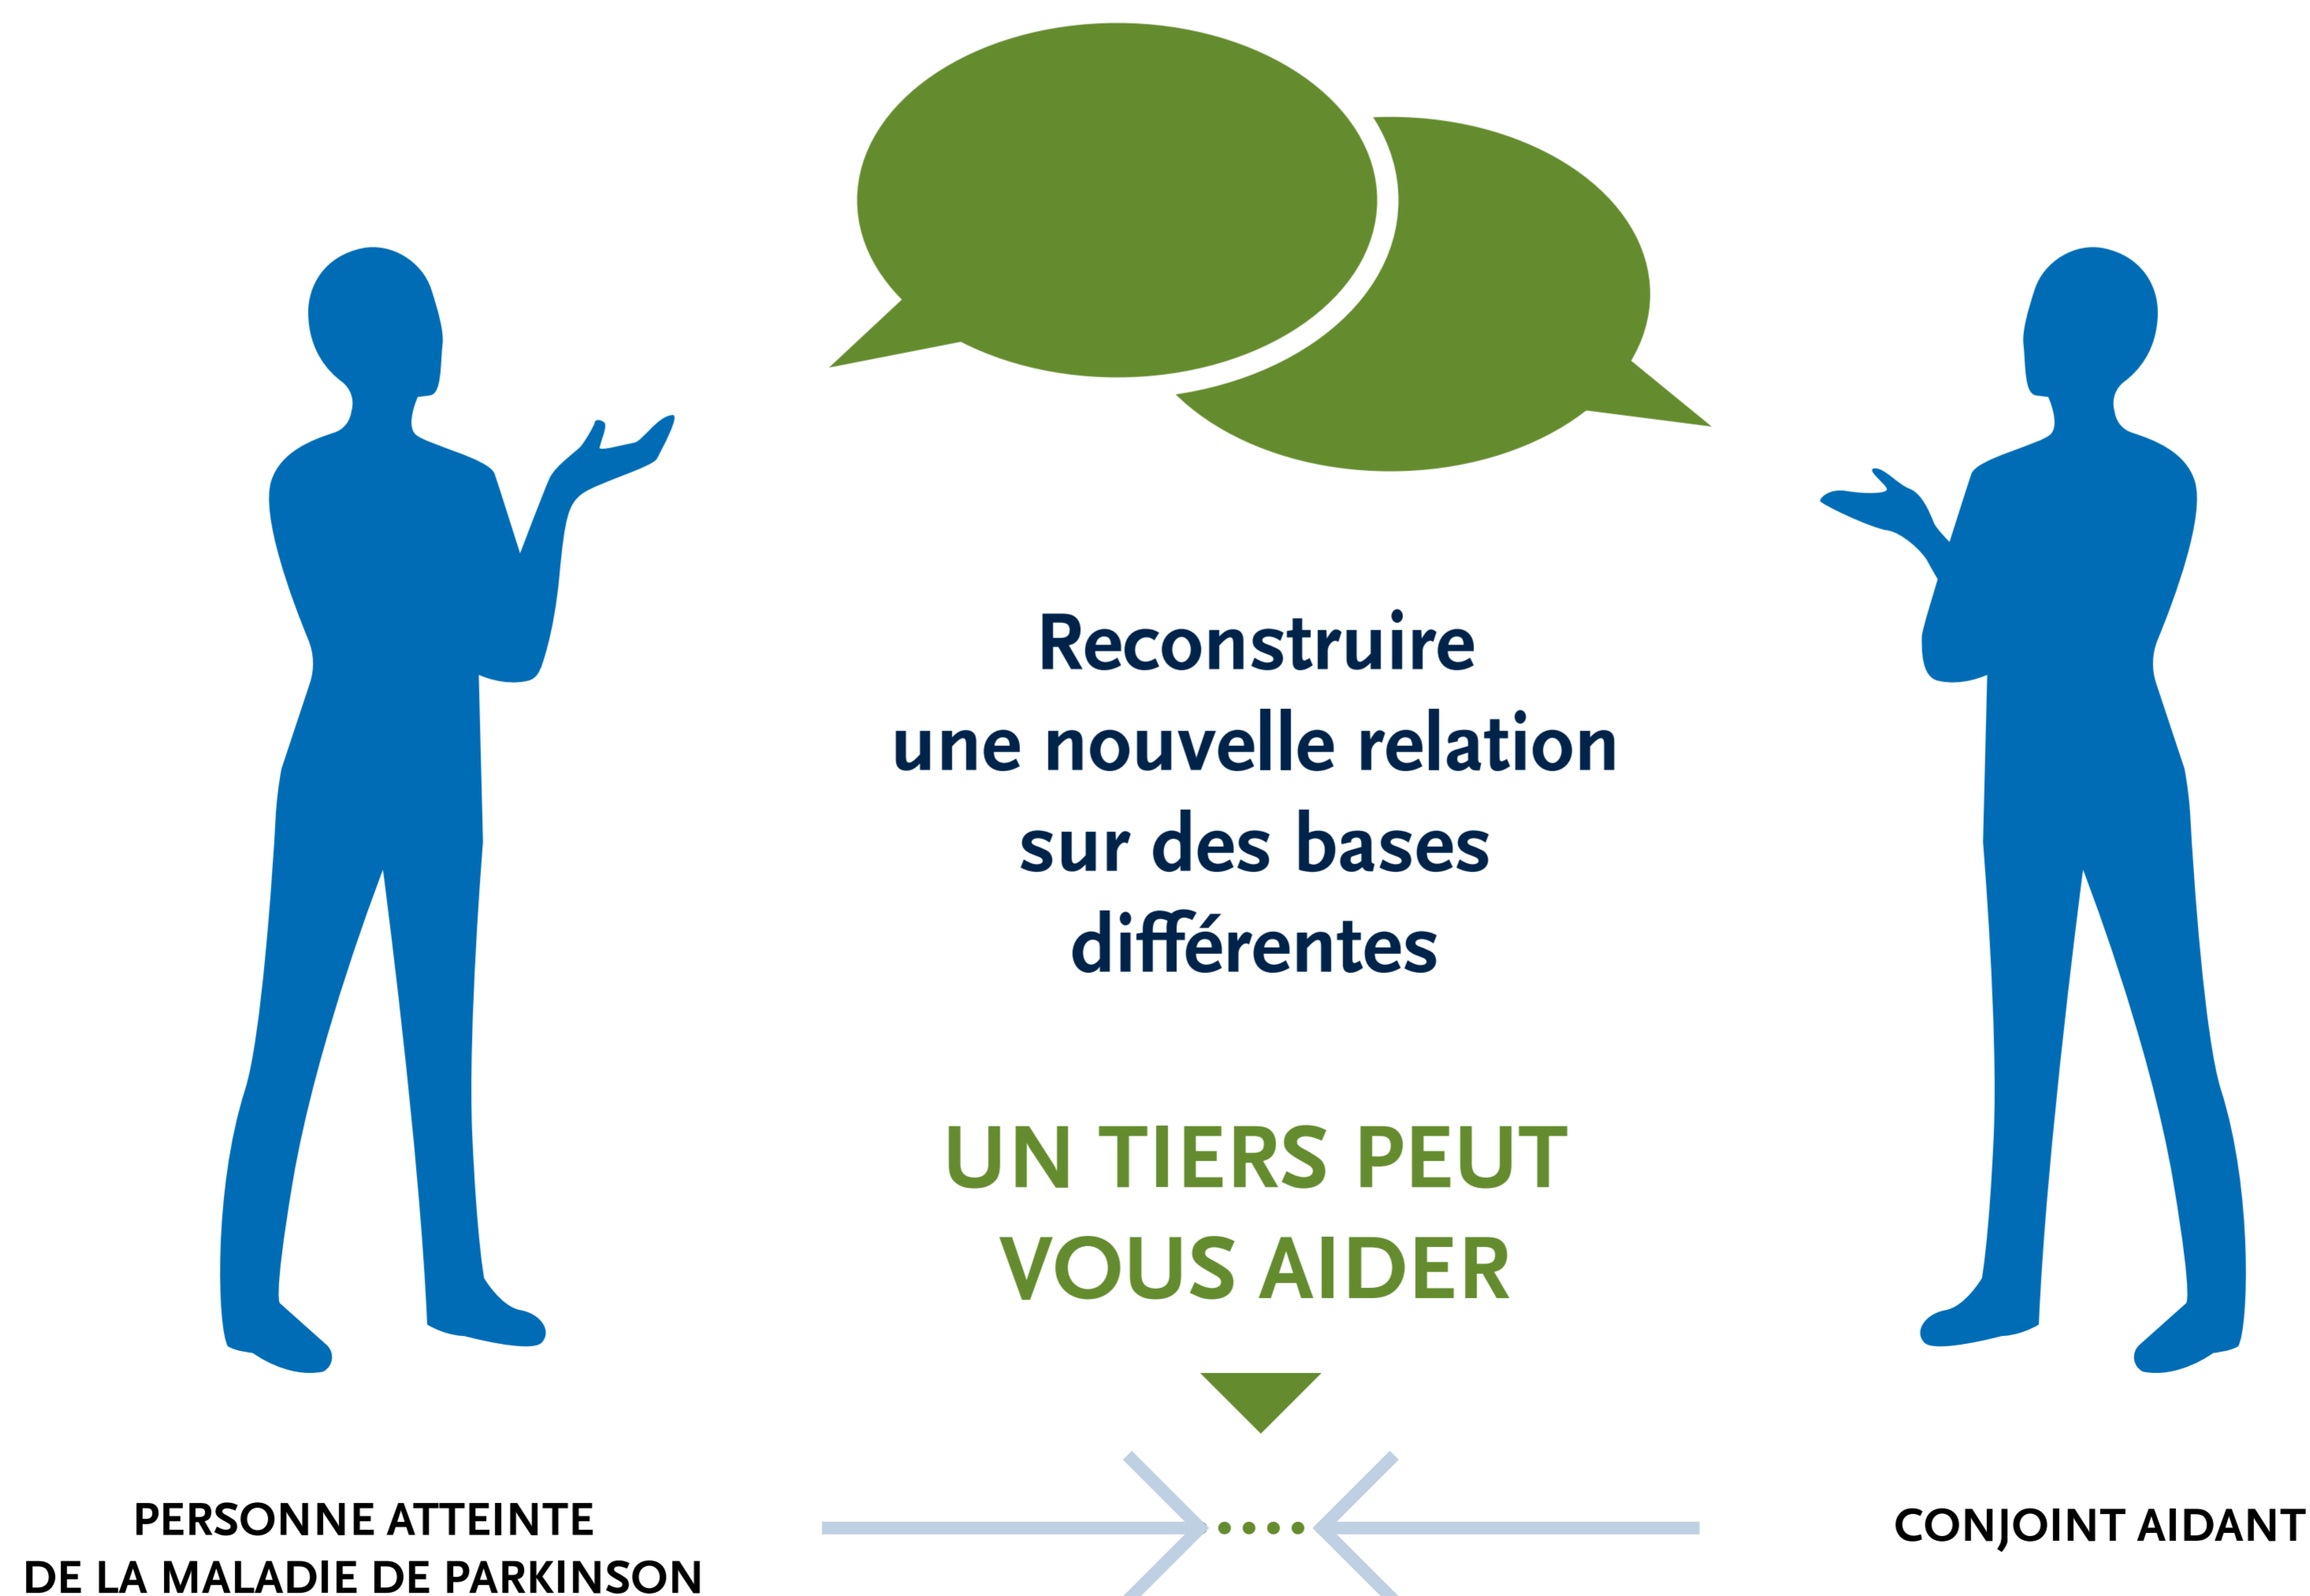 Reconstruire
une nouvelle relation
sur des bases
différentes
UN TIERS PEUT
VOUS AIDER
PERSONNE ATTEINTE
DE LA MALADIE DE PARKINSON
CONJOINT AIDANT